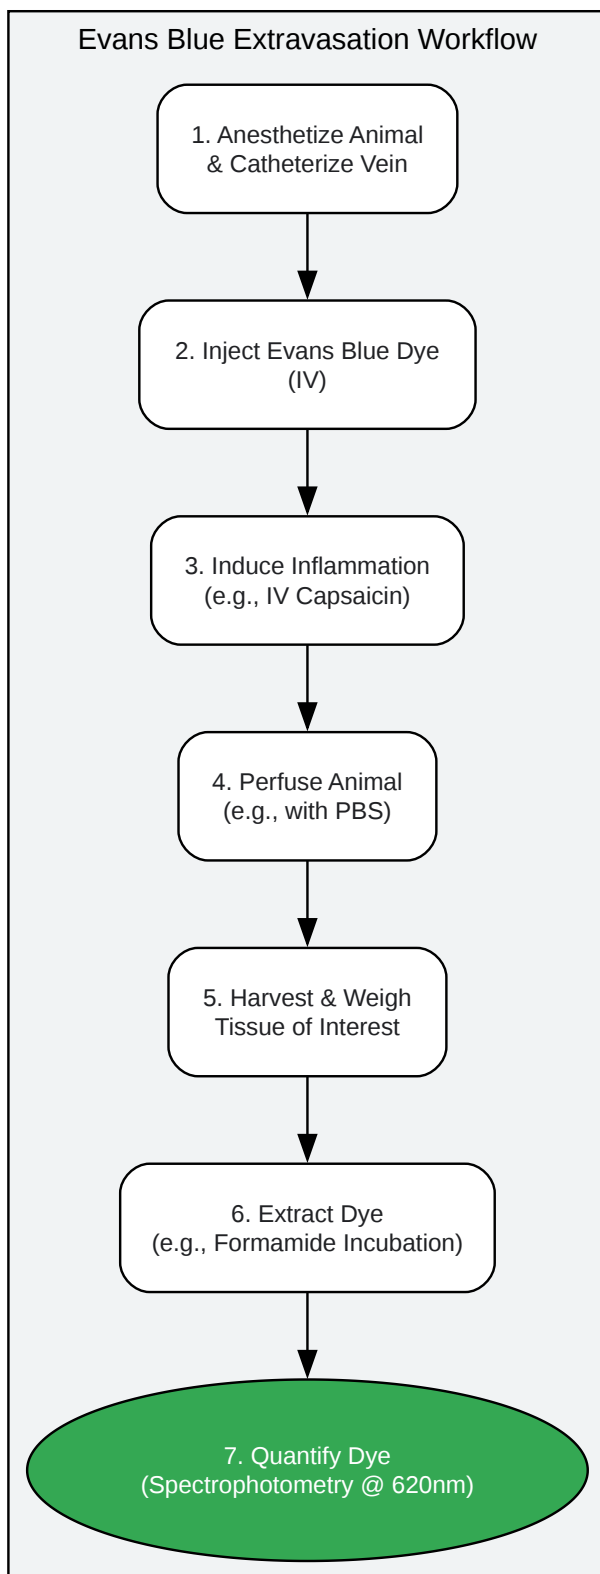 Evans Blue Extravasation Workflow
1. Anesthetize Animal
& Catheterize Vein
2. Inject Evans Blue Dye
(IV)
3. Induce Inflammation
(e.g., IV Capsaicin)
4. Perfuse Animal
(e.g., with PBS)
5. Harvest & Weigh
Tissue of Interest
6. Extract Dye
(e.g., Formamide Incubation)
7. Quantify Dye
(Spectrophotometry @ 620nm)